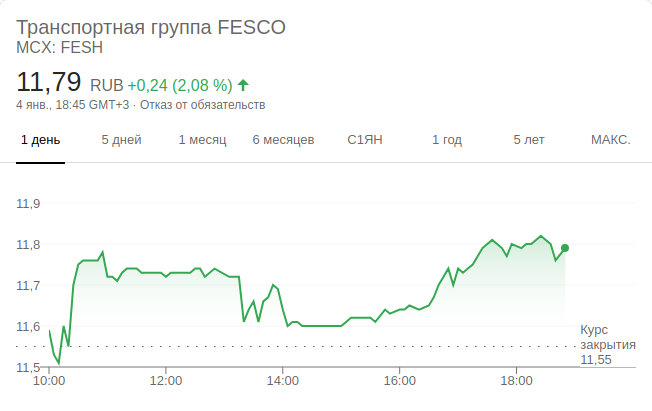 Транспортная группа FESCO
MCX: FESH
11,79 RUB +0,24 (2,08 %)
4 янв., 18:45 GMT+3 · Отказ от обязательств
1 день 5 дней 1 месяц 6 месяцев С1ЯН 1 год 5 лет МАКС.
11,9
11,8
11,7
11,6
11,5
Курс
закрытия
11,55
10:00 12:00 14:00 16:00 18:00